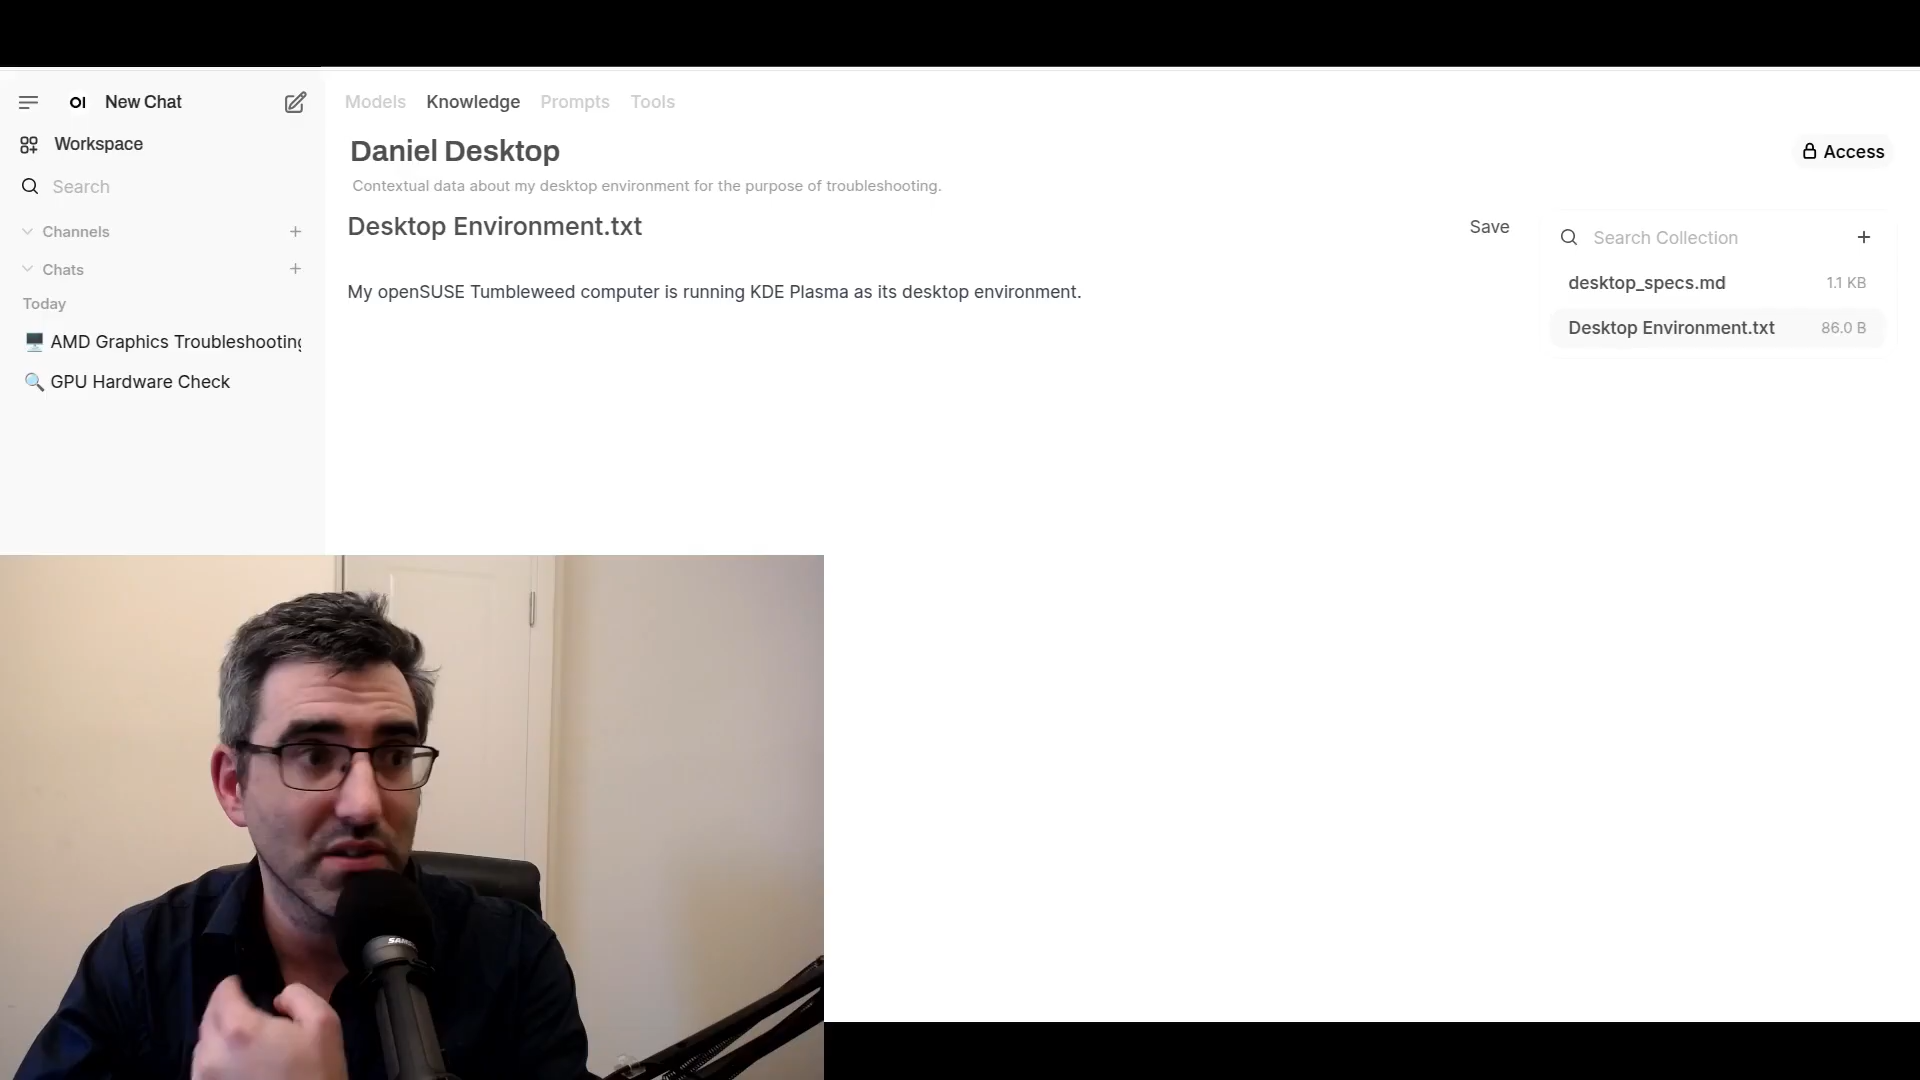 OI New Chat
Workspace
Search
Channels
Chats
Today
AMD Graphics Troubleshooting
GPU Hardware Check
Models Knowledge Prompts Tools
Daniel Desktop
Access
Contextual data about my desktop environment for the purpose of troubleshooting.
Desktop Environment.txt
Save
My openSUSE Tumbleweed computer is running KDE Plasma as its desktop environment.
Search Collection
desktop_specs.md 1.1 KB
Desktop Environment.txt 86.0 B